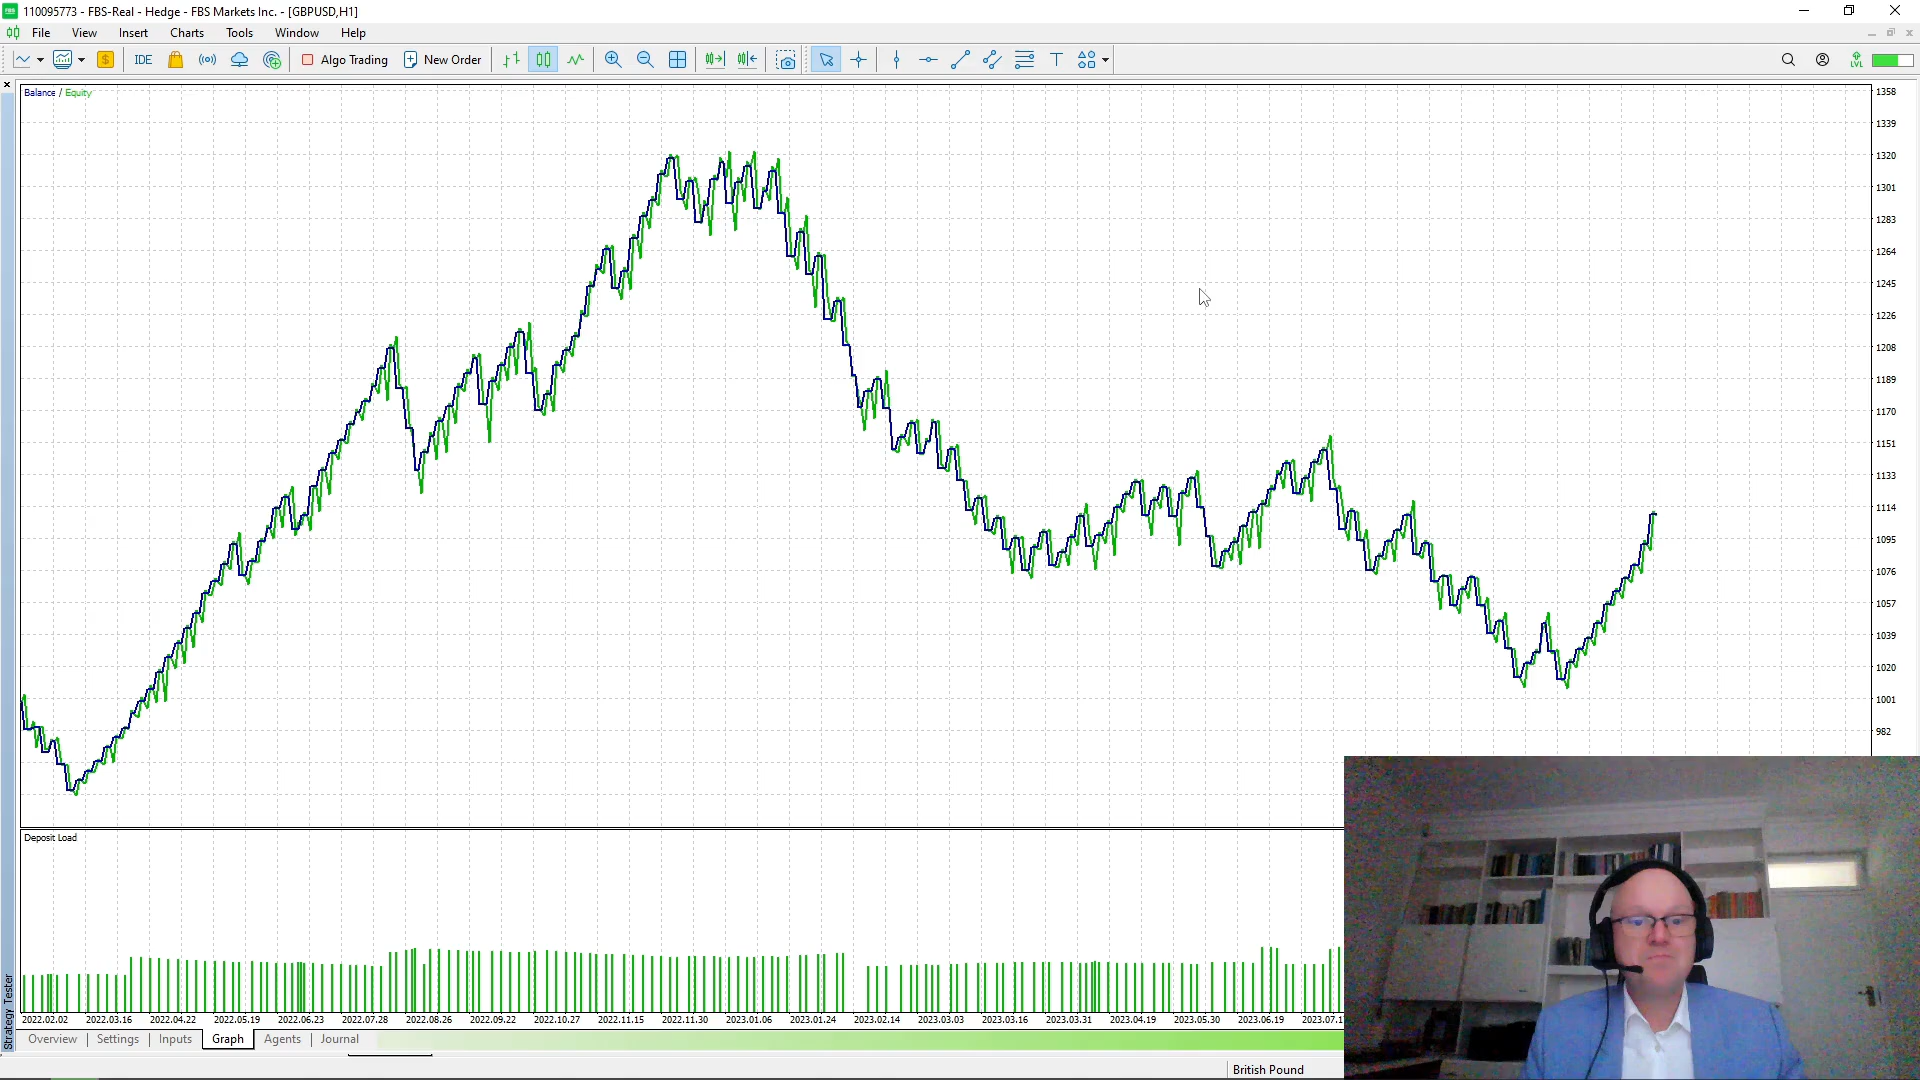 110095773 - FBS-Real - Hedge - FBS Markets Inc. - [GBPUSD,H1]
File View Insert Charts Tools Window Help
IDE Algo Trading New Order LVL
Balance / Equity
1358
1339
1320
1301
1283
1264
1245
1226
1208
1189
1170
1151
1133
1114
1095
1076
1057
1039
1020
1001
982
Deposit Load
2022.02.02 2022.03.16 2022.04.22 2022.05.19 2022.06.23 2022.07.28 2022.08.26 2022.09.22 2022.10.27 2022.11.15 2022.11.30 2023.01.06 2023.01.24 2023.02.14 2023.03.03 2023.03.16 2023.03.31 2023.04.19 2023.05.30 2023.06.19 2023.07.1
Strategy Tester
Overview Settings Inputs Graph Agents Journal
British Pound